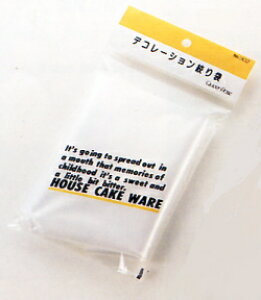 デコレーション絞り袋
It's going to spread out in
a mouth that memories of
childhood it's a sweet and
a little bit bitter.
HOUSE CAKE WARE